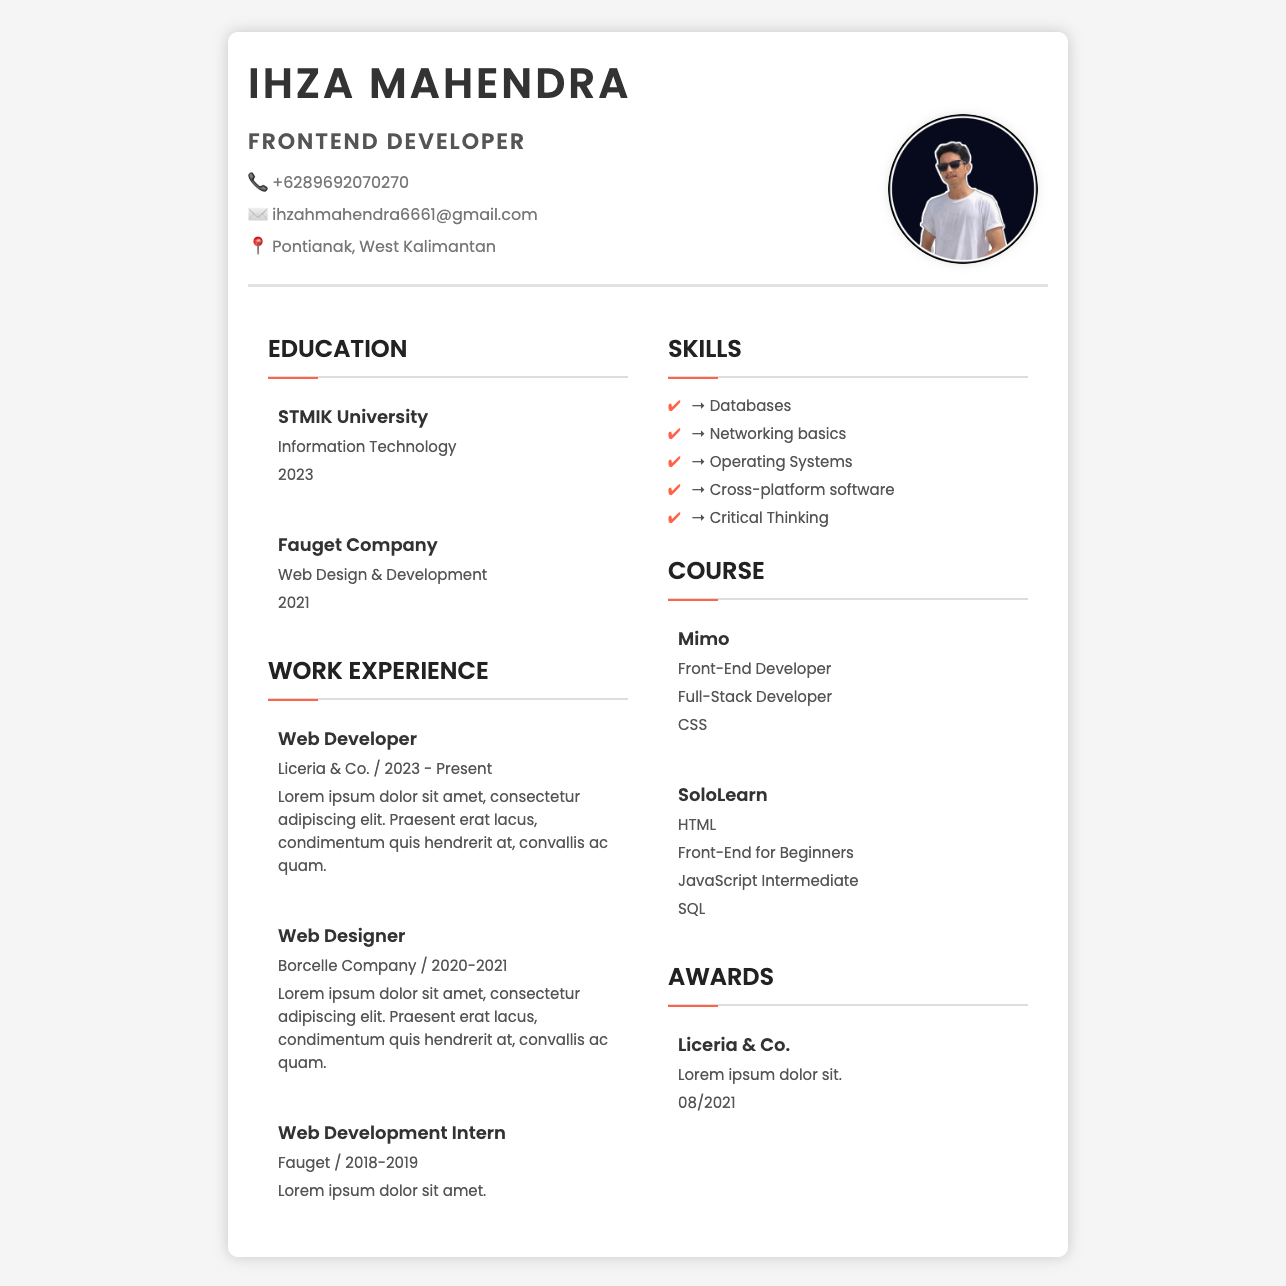 IHZA MAHENDRA
FRONTEND DEVELOPER
+6289692070270
ihzahmahendra6661@gmail.com
Pontianak, West Kalimantan
EDUCATION
STMIK University
Information Technology
2023
Fauget Company
Web Design & Development
2021
WORK EXPERIENCE
Web Developer
Liceria & Co. / 2023 - Present
Lorem ipsum dolor sit amet, consectetur
adipiscing elit. Praesent erat lacus,
condimentum quis hendrerit at, convallis ac
quam.
Web Designer
Borcelle Company / 2020-2021
Lorem ipsum dolor sit amet, consectetur
adipiscing elit. Praesent erat lacus,
condimentum quis hendrerit at, convallis ac
quam.
Web Development Intern
Fauget / 2018-2019
Lorem ipsum dolor sit amet.
SKILLS
✔ → Databases
✔ → Networking basics
✔ → Operating Systems
✔ → Cross-platform software
✔ → Critical Thinking
COURSE
Mimo
Front-End Developer
Full-Stack Developer
CSS
SoloLearn
HTML
Front-End for Beginners
JavaScript Intermediate
SQL
AWARDS
Liceria & Co.
Lorem ipsum dolor sit.
08/2021